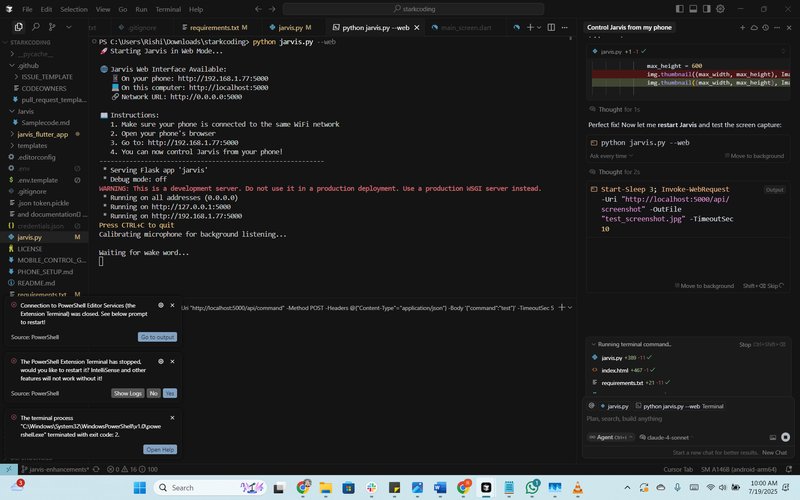 File Edit Selection View Go Run Terminal Help
starkcoding
.gitignore
requirements.txt M
jarvis.py M
python jarvis.py --web
main_screen.dart
Control Jarvis from my phone
STARKCODING
__pycache__
.github
ISSUE_TEMPLATE
CODEOWNERS
pull_request_templa...
Jarvis
Samplecode.md
jarvis_flutter_app
templates
.editorconfig
.env
.env.template
.gitignore
.json token.pickle
and documentation()
credentials.json
jarvis.py M
LICENSE
MOBILE_CONTROL_G...
PHONE_SETUP.md
README.md
requirements.txt M
PS C:\Users\Rishi\Downloads\starkcoding> python jarvis.py --web
🚀 Starting Jarvis in Web Mode...
🌐 Jarvis Web Interface Available:
📱 On your phone: http://192.168.1.77:5000
💻 On this computer: http://localhost:5000
🔗 Network URL: http://0.0.0.0:5000
Instructions:
1. Make sure your phone is connected to the same WiFi network
2. Open your phone's browser
3. Go to: http://192.168.1.77:5000
4. You can now control Jarvis from your phone!
------------------------------------------------------------
* Serving Flask app 'jarvis'
* Debug mode: off
WARNING: This is a development server. Do not use it in a production deployment. Use a production WSGI server instead.
* Running on all addresses (0.0.0.0)
* Running on http://127.0.0.1:5000
* Running on http://192.168.1.77:5000
Press CTRL+C to quit
Calibrating microphone for background listening...
Waiting for wake word...
Uri "http://localhost:5000/api/command" -Method POST -Headers @{"Content-Type"="application/json"} -Body '{"command":"test"}' -TimeoutSec 5
Connection to PowerShell Editor Services (the
Extension Terminal) was closed. See below prompt
to restart!
Source: PowerShell
Go to output
The PowerShell Extension Terminal has stopped,
would you like to restart it? IntelliSense and other
features will not work without it!
Source: PowerShell
Show Logs No Yes
The terminal process
"C:\Windows\System32\WindowsPowerShell\v1.0\powe
rshell.exe" terminated with exit code: 2.
Open Help
jarvis.py +1 -1
max_height = 600
img.thumbnail((max_width, max_height), Ima
img.thumbnail((max_width, max_height), Ima
Thought for 1s
Perfect fix! Now let me restart Jarvis and test the screen capture:
python jarvis.py --web
Ask every time
Move to background
Thought for 2s
Start-Sleep 3; Invoke-WebRequest
-Uri "http://localhost:5000/api/
screenshot" -OutFile
"test_screenshot.jpg" -TimeoutSec
10
Output
Move to background Shift+⌫ Skip
Running terminal command..
Stop Ctrl+Shift+⌫
jarvis.py +389 -11
index.html +467 -1
requirements.txt +21 -11
@ jarvis.py python jarvis.py --web Terminal
Plan, search, build anything
Agent Ctrl+I
claude-4-sonnet
Start a new chat for better results. New Chat
jarvis-enhancements*
0 16 100
Cursor Tab
SM A146B (android-arm64)
3
Search
10:00 AM
7/19/2025